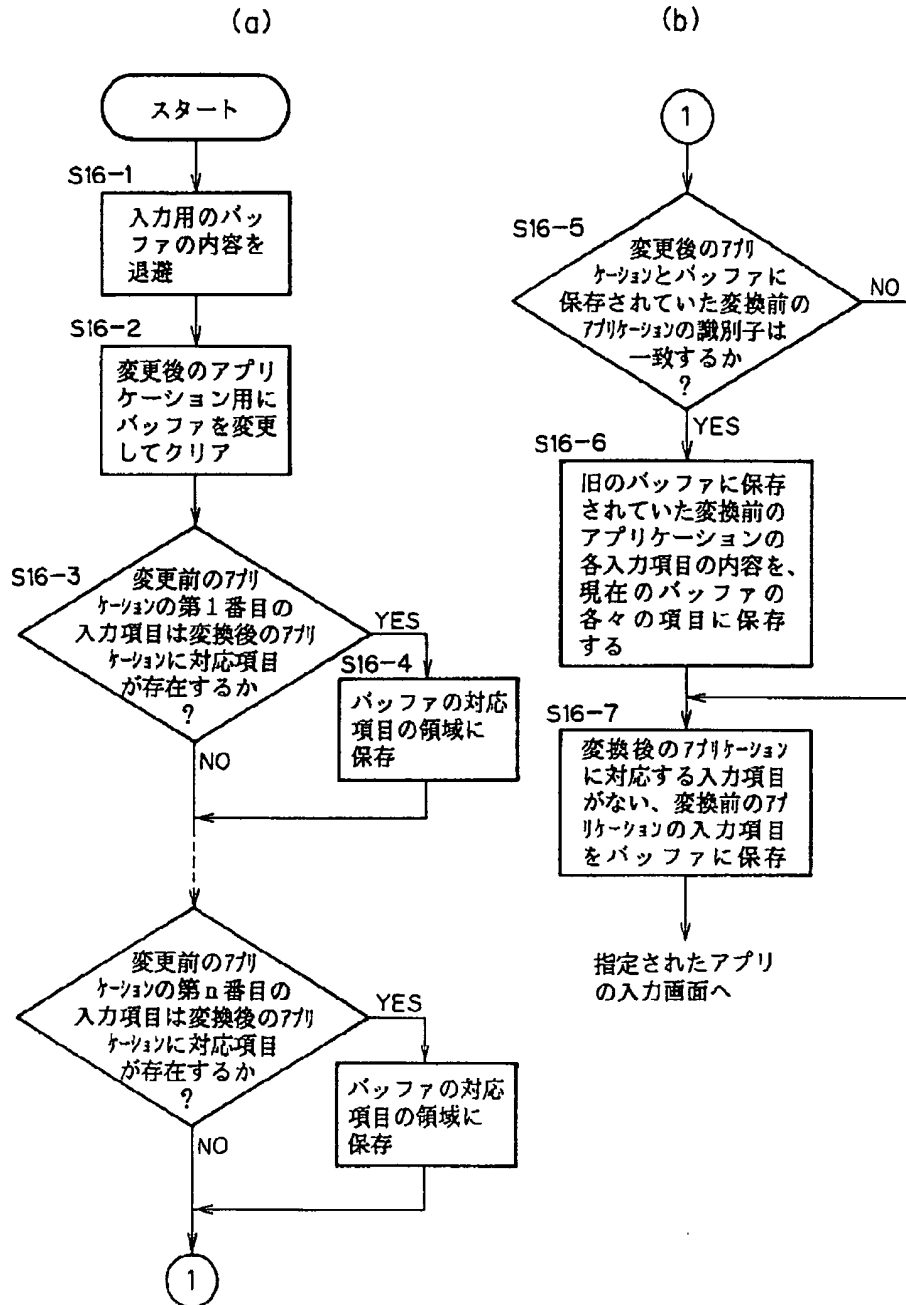 (a)
スタート
S16-1
入力用のバッ
ファの内容を
退避
S16-2
変更後のアプリ
ケーション用に
バッファを変更
してクリア
S16-3
変更前のｱﾌﾟﾘ
ｹｰｼｮﾝの第1番目の
入力項目は変換後のｱﾌﾟﾘ
ｹｰｼｮﾝに対応項目
が存在するか
?
YES
S16-4
バッファの対応
項目の領域に
保存
NO
変更前のｱﾌﾟﾘ
ｹｰｼｮﾝの第n番目の
入力項目は変換後のｱﾌﾟﾘ
ｹｰｼｮﾝに対応項目
が存在するか
?
YES
バッファの対応
項目の領域に
保存
NO
1
(b)
1
S16-5
変更後のｱﾌﾟﾘ
ｹｰｼｮﾝとバッファに
保存されていた変換前の
ｱﾌﾟﾘｹｰｼｮﾝの識別子は
一致するか
?
NO
YES
S16-6
旧のバッファに保存
されていた変換前の
アプリケーションの
各入力項目の内容を、
現在のバッファの
各々の項目に保存
する
S16-7
変換後のｱﾌﾟﾘｹｰｼｮﾝ
に対応する入力項目
がない、変換前のｱﾌﾟ
ﾘｹｰｼｮﾝの入力項目
をバッファに保存
指定されたアプリ
の入力画面へ